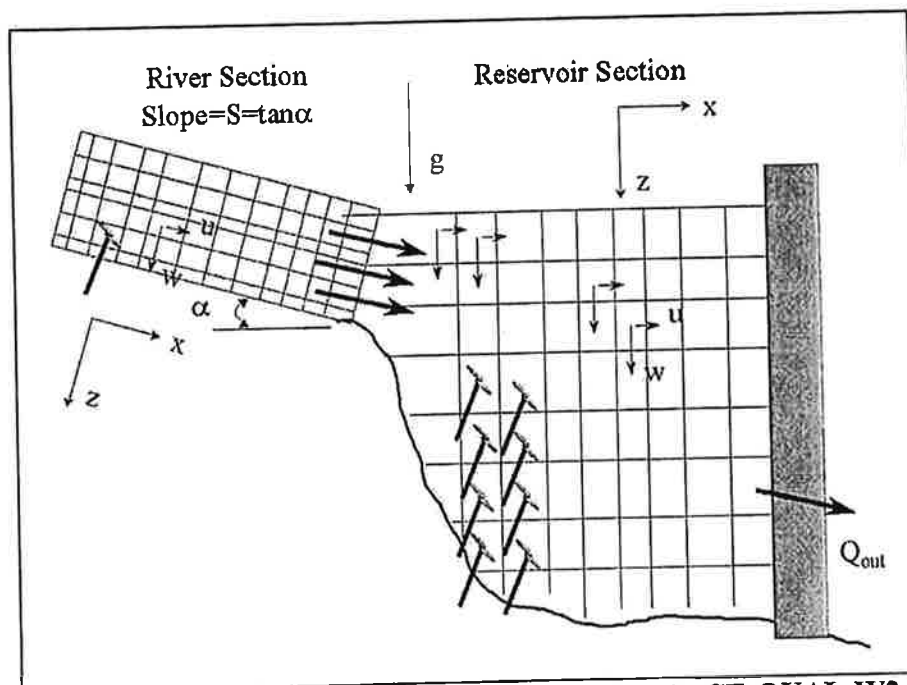 River Section
Slope=S=tanα
Reservoir Section
g
x
z
u
w
α
x
z
u
w
Q_out